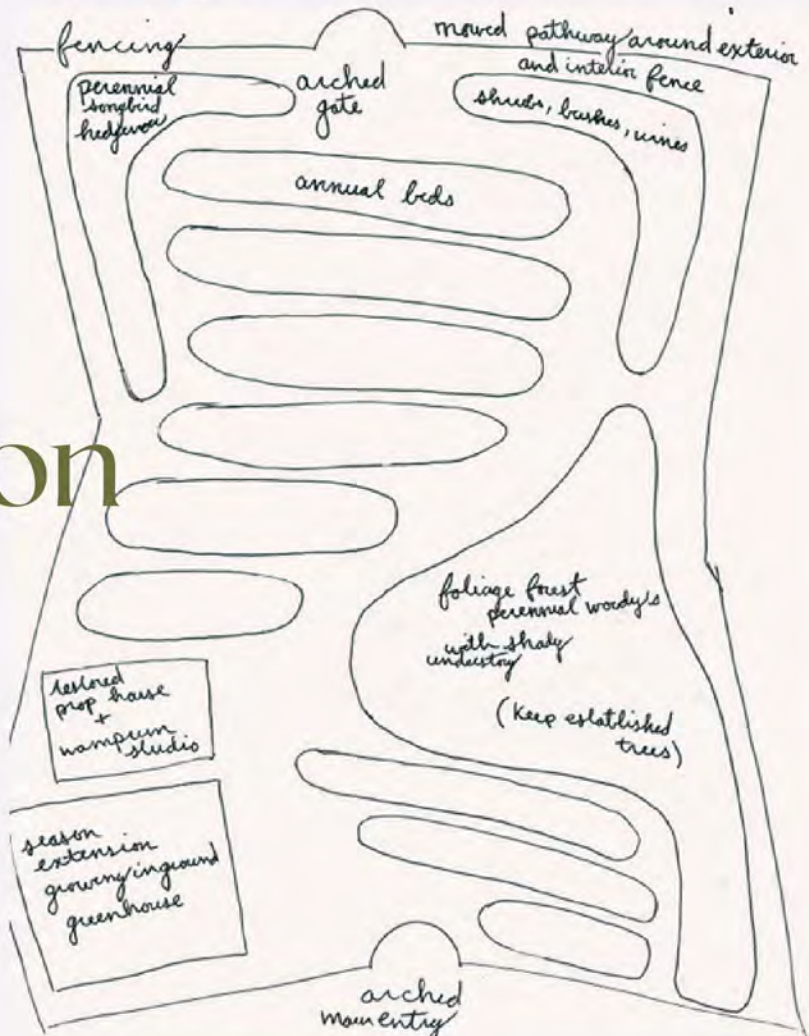 fencing
mowed pathway around exterior
and interior fence
perennial
songbird
hedgerow
arched
gate
shrubs, bushes, vines
annual beds
on
foliage forest
perennial woodys
with shady
understory
(keep established
trees)
restored
prop house
+
wampum
studio
season
extension
growing inground
greenhouse
arched
main entry